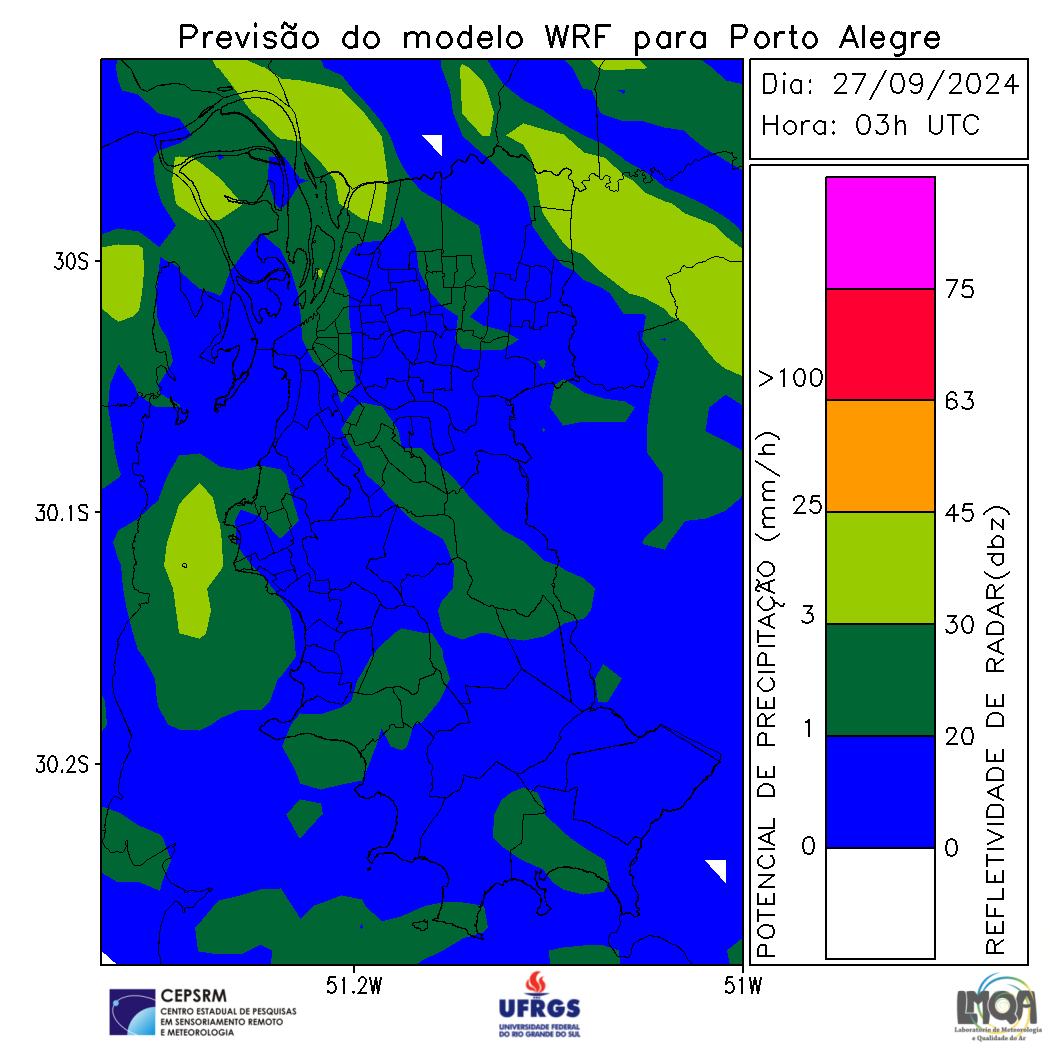 Previsão do modelo WRF para Porto Alegre
Dia: 27/09/2024
Hora: 03h UTC
30S
30.1S
30.2S
51.2W
51W
POTENCIAL DE PRECIPITAÇÃO (mm/h)
>100
25
3
1
0
75
63
45
30
20
0
REFLETIVIDADE DE RADAR(dbz)
CEPSRM
CENTRO ESTADUAL DE PESQUISAS
EM SENSORIAMENTO REMOTO
E METEOROLOGIA
UFRGS
UNIVERSIDADE FEDERAL
DO RIO GRANDE DO SUL
LMQA
Laboratório de Meteorologia
e Qualidade do Ar